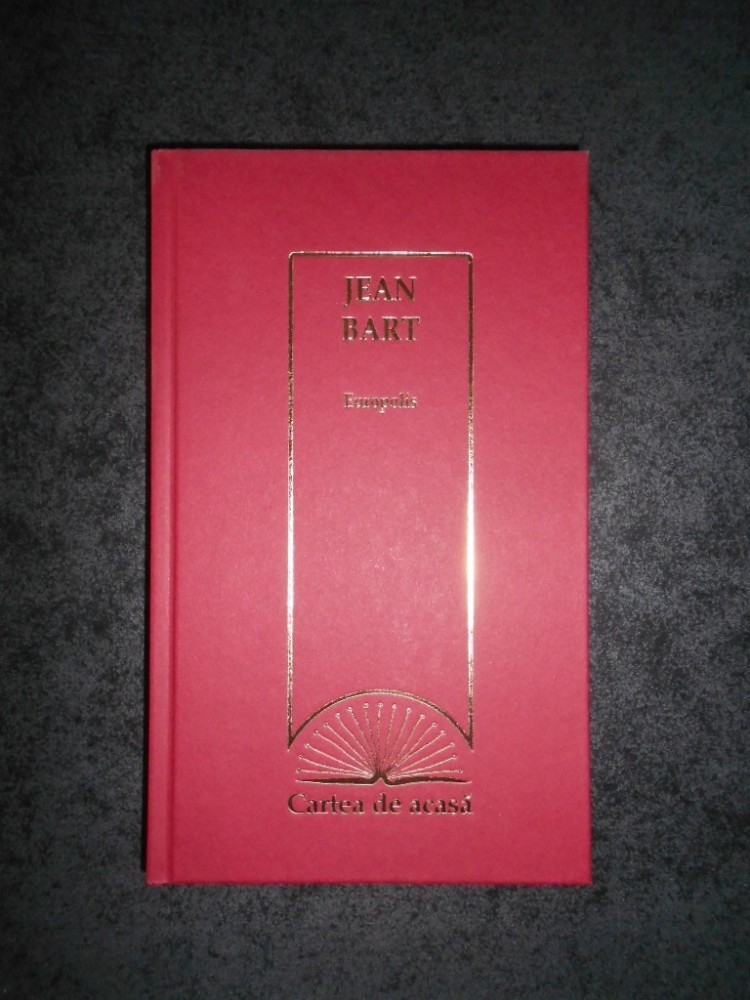 JEAN
BART
Europolis
Cartea de acasă